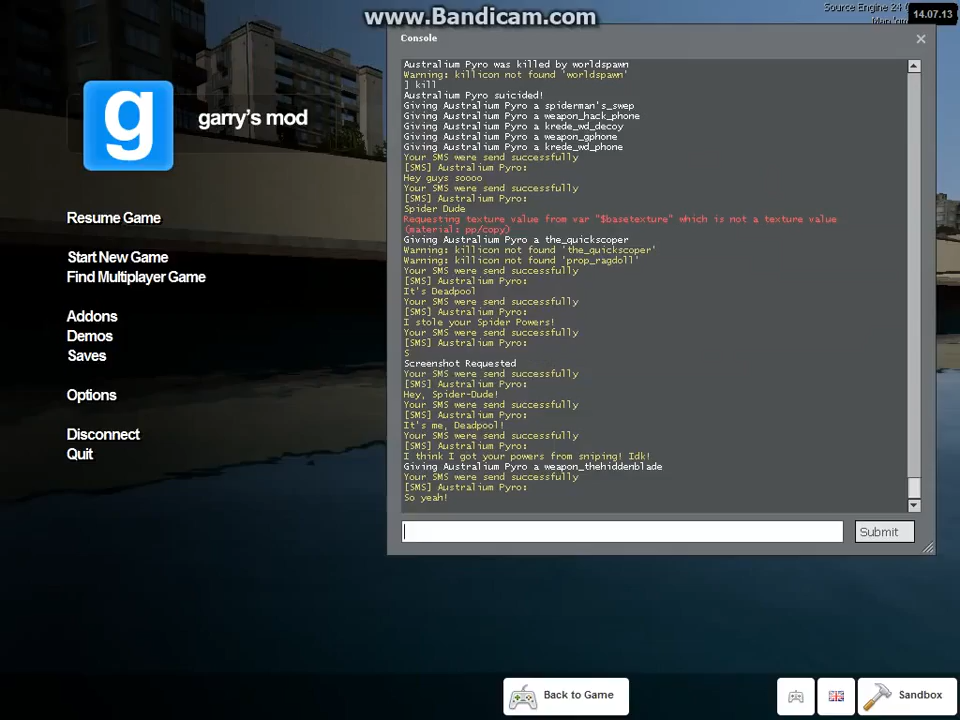 www.Bandicam.com
Source Engine 24
14.07.13
Console
g
garry's mod
Resume Game
Start New Game
Find Multiplayer Game
Addons
Demos
Saves
Options
Disconnect
Quit
Australium Pyro was killed by worldspawn
Warning: killicon not found 'worldspawn'
] kill
Australium Pyro suicided!
Giving Australium Pyro a spiderman's_swep
Giving Australium Pyro a weapon_hack_phone
Giving Australium Pyro a krede_wd_decoy
Giving Australium Pyro a weapon_gphone
Giving Australium Pyro a krede_wd_phone
Your SMS were send successfully
[SMS] Australium Pyro:
Hey guys soooo
Your SMS were send successfully
[SMS] Australium Pyro:
Spider Dude
Requesting texture value from var "$basetexture" which is not a texture value
(material: pp/copy)
Giving Australium Pyro a the_quickscoper
Warning: killicon not found 'the_quickscoper'
Warning: killicon not found 'prop_ragdoll'
Your SMS were send successfully
[SMS] Australium Pyro:
It's Deadpool
Your SMS were send successfully
[SMS] Australium Pyro:
I stole your Spider Powers!
Your SMS were send successfully
[SMS] Australium Pyro:
S
Screenshot Requested
Your SMS were send successfully
[SMS] Australium Pyro:
Hey, Spider-Dude!
Your SMS were send successfully
[SMS] Australium Pyro:
It's me, Deadpool!
Your SMS were send successfully
[SMS] Australium Pyro:
I think I got your powers from sniping! Idk!
Giving Australium Pyro a weapon_thehiddenblade
Your SMS were send successfully
[SMS] Australium Pyro:
So yeah!
Submit
Back to Game
Sandbox